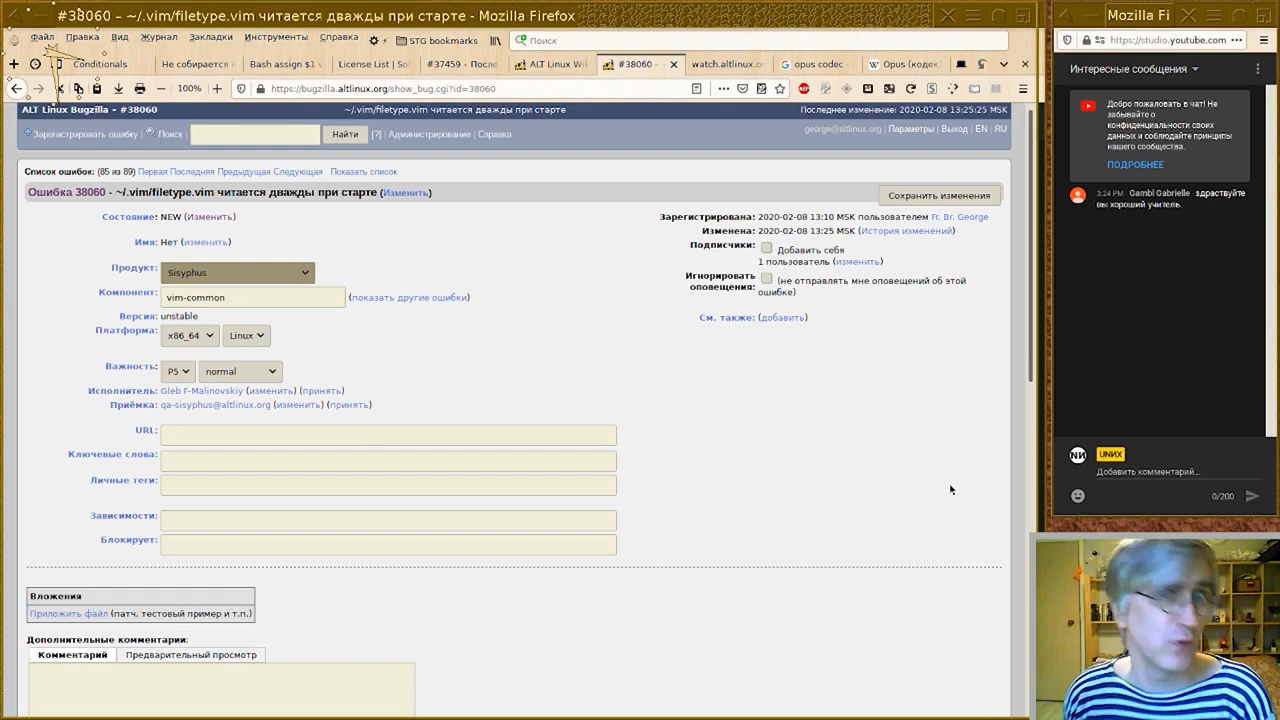 #38060 – ~/.vim/filetype.vim читается дважды при старте - Mozilla Firefox
Файл Правка Вид Журнал Закладки Инструменты Справка
STG bookmarks
Поиск
Conditionals
Не собирается
Bash assign $1 v
License List | So
#37459 – После
ALT Linux Wi
#38060 –
watch.altlinux.or
opus codec
Opus (кодек
100%
https://bugzilla.altlinux.org/show_bug.cgi?id=38060
ALT Linux Bugzilla – #38060
~/.vim/filetype.vim читается дважды при старте
Последнее изменение: 2020-02-08 13:25:25 MSK
Зарегистрировать ошибку
Поиск
Найти
[?] | Администрирование | Справка
george@altlinux.org | Параметры | Выход | EN | RU
Список ошибок: (85 из 89) Первая Последняя Предыдущая Следующая Показать список
Ошибка 38060 - ~/.vim/filetype.vim читается дважды при старте (Изменить)
Сохранить изменения
Состояние: NEW (Изменить)
Имя: Нет (изменить)
Продукт: Sisyphus
Компонент: vim-common (показать другие ошибки)
Версия: unstable
Платформа: x86_64 Linux
Важность: P5 normal
Исполнитель: Gleb F-Malinovskiy (изменить) (принять)
Приёмка: qa-sisyphus@altlinux.org (изменить) (принять)
URL:
Ключевые слова:
Личные теги:
Зависимости:
Блокирует:
Зарегистрирована: 2020-02-08 13:10 MSK пользователем Fr. Br. George
Изменена: 2020-02-08 13:25 MSK (История изменений)
Подписчики: Добавить себя
1 пользователь (изменить)
Игнорировать оповещения: (не отправлять мне оповещений об этой
ошибке)
См. также: (добавить)
Вложения
Приложить файл (патч, тестовый пример и т.п.)
Дополнительные комментарии:
Комментарий Предварительный просмотр
Mozilla Fi
https://studio.youtube.com
Интересные сообщения
Добро пожаловать в чат! Не
забывайте о
конфиденциальности своих
данных и соблюдайте принципы
нашего сообщества.
ПОДРОБНЕЕ
3:24 PM Gambl Gabrielle здраствуйте
вы хороший учитель.
UNИX
Добавить комментарий...
0/200